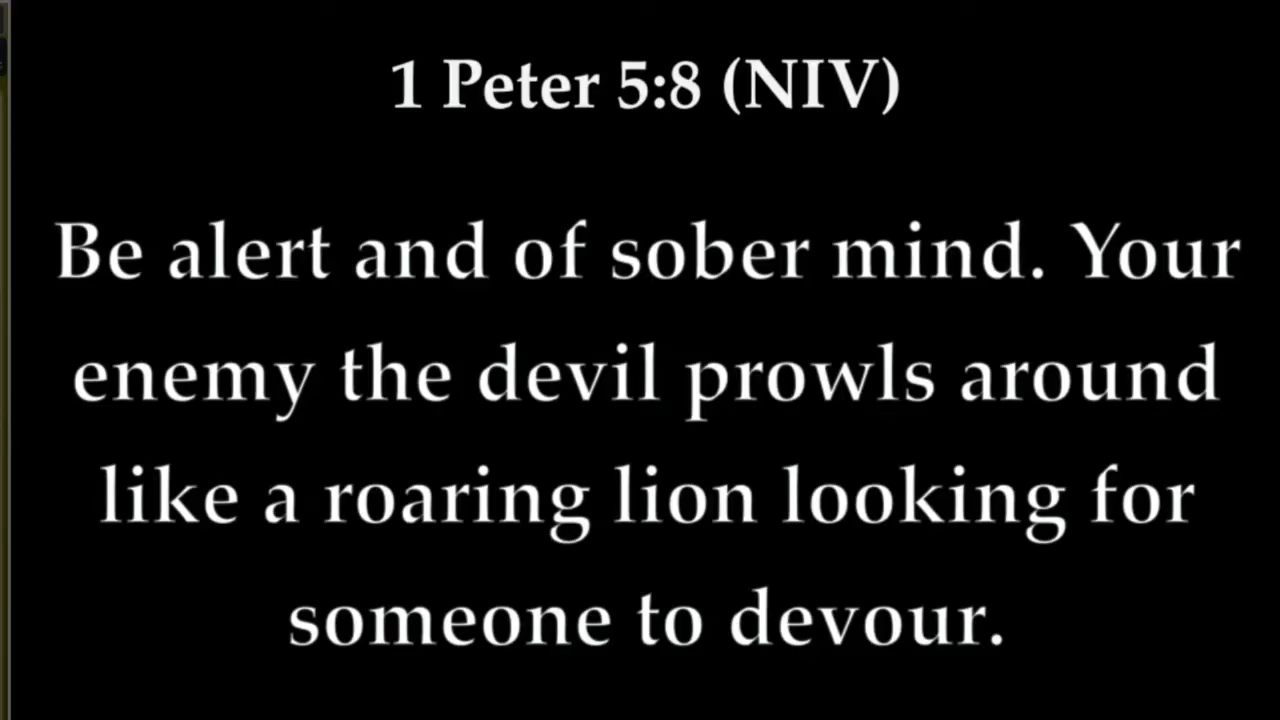 1 Peter 5:8 (NIV)
Be alert and of sober mind. Your
enemy the devil prowls around
like a roaring lion looking for
someone to devour.